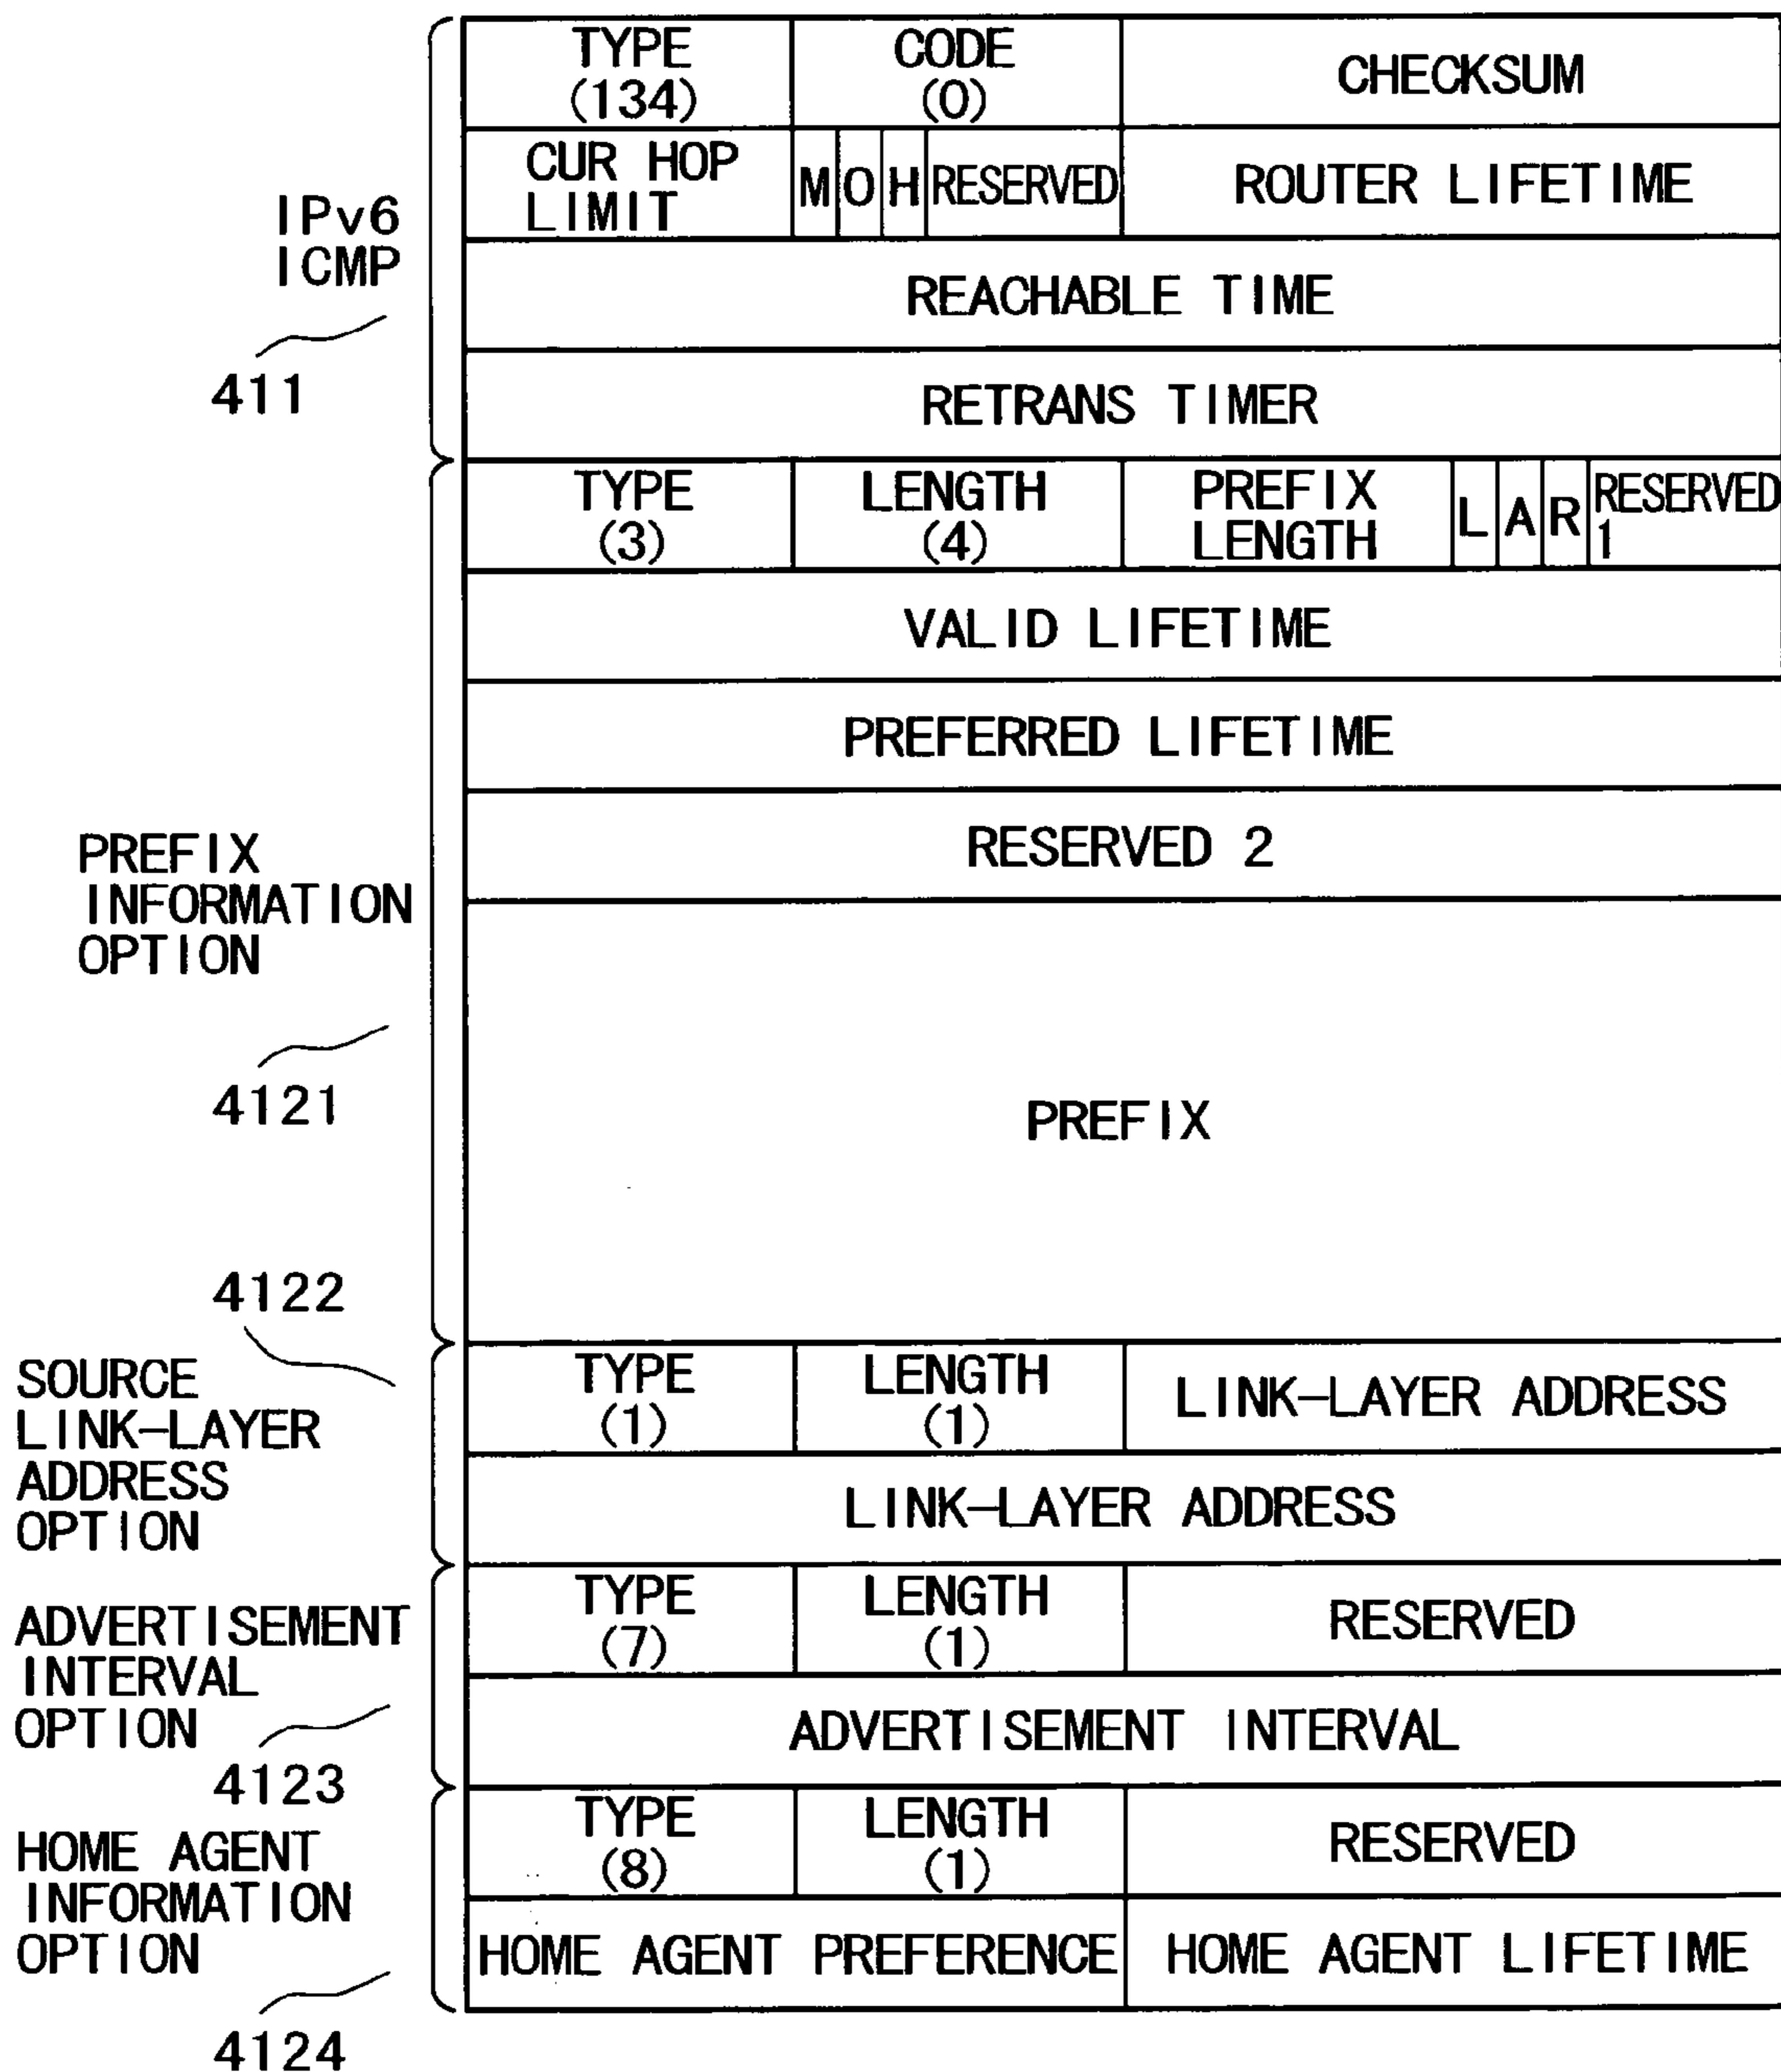 TYPE
(134)
CODE
(0)
CHECKSUM
CUR HOP
LIMIT
M
O
H
RESERVED
ROUTER LIFETIME
IPv6
ICMP
411
REACHABLE TIME
RETRANS TIMER
TYPE
(3)
LENGTH
(4)
PREFIX
LENGTH
L
A
R
RESERVED
1
VALID LIFETIME
PREFERRED LIFETIME
RESERVED 2
PREFIX
INFORMATION
OPTION
4121
PREFIX
4122
SOURCE
LINK-LAYER
ADDRESS
OPTION
TYPE
(1)
LENGTH
(1)
LINK-LAYER ADDRESS
LINK-LAYER ADDRESS
ADVERTISEMENT
INTERVAL
OPTION
4123
TYPE
(7)
LENGTH
(1)
RESERVED
ADVERTISEMENT INTERVAL
HOME AGENT
INFORMATION
OPTION
4124
TYPE
(8)
LENGTH
(1)
RESERVED
HOME AGENT PREFERENCE
HOME AGENT LIFETIME